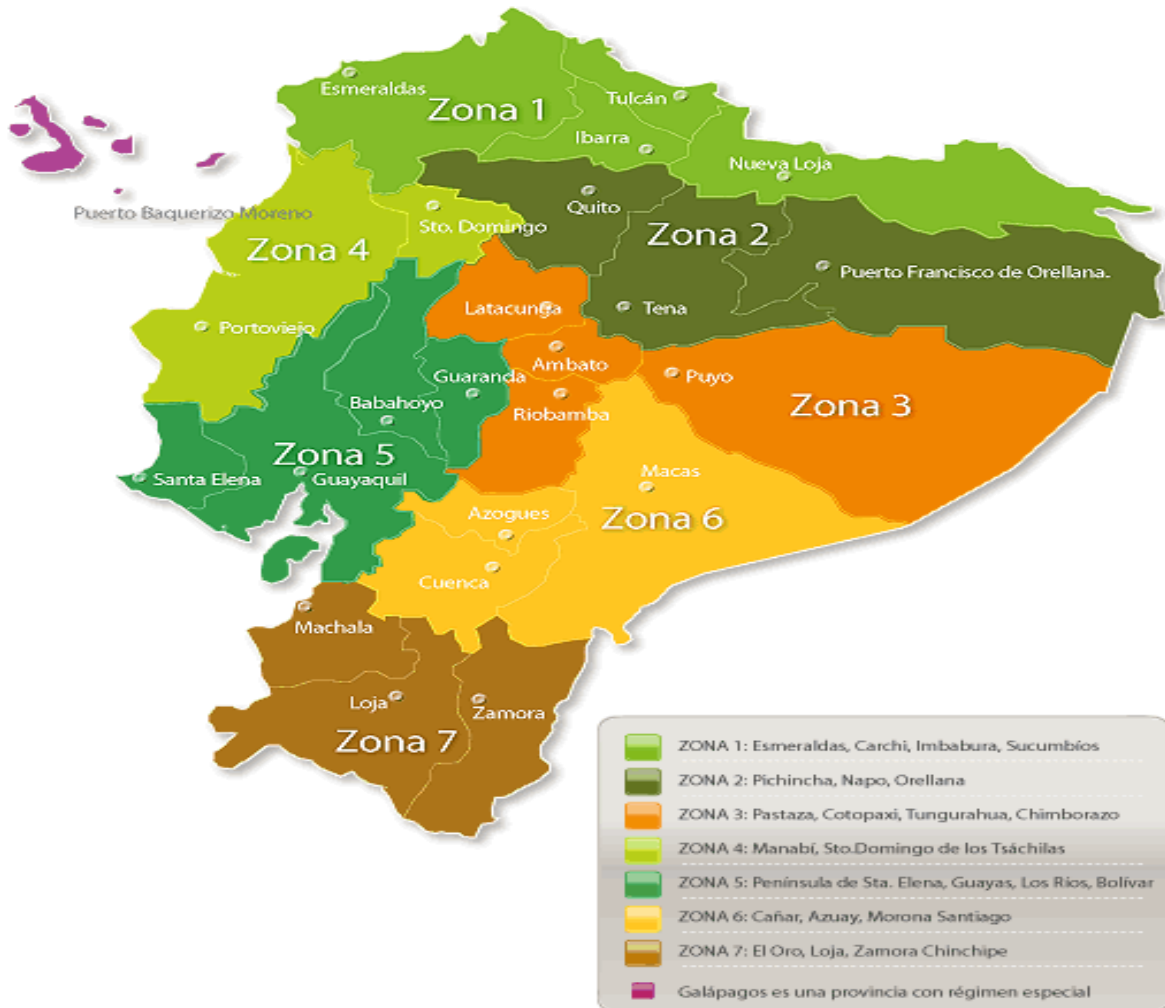 Esmeraldas
Zona 1
Tulcán
Ibarra
Nueva Loja
Puerto Baquerizo Moreno
Quito
Sto. Domingo
Zona 2
Zona 4
Puerto Francisco de Orellana.
Latacunga
Tena
Portoviejo
Ambato
Guaranda
Puyo
Babahoyo
Riobamba
Zona 3
Zona 5
Santa Elena
Guayaquil
Macas
Azogues
Zona 6
Cuenca
Machala
Loja
Zamora
Zona 7
ZONA 1: Esmeraldas, Carchi, Imbabura, Sucumbíos
ZONA 2: Pichincha, Napo, Orellana
ZONA 3: Pastaza, Cotopaxi, Tungurahua, Chimborazo
ZONA 4: Manabí, Sto.Domingo de los Tsáchilas
ZONA 5: Península de Sta. Elena, Guayas, Los Ríos, Bolívar
ZONA 6: Cañar, Azuay, Morona Santiago
ZONA 7: El Oro, Loja, Zamora Chinchipe
Galápagos es una provincia con régimen especial